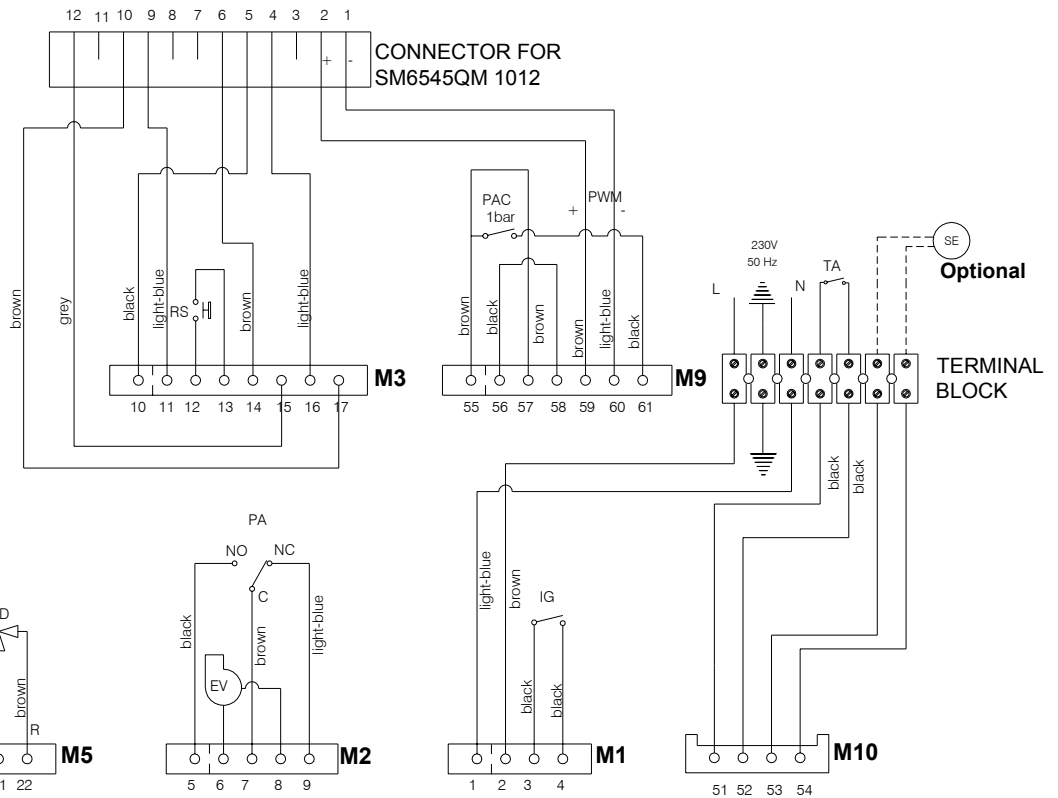 12 11 10 9 8 7 6 5 4 3 2 1
+ -
CONNECTOR FOR
SM6545QM 1012
PAC
1bar
PWM
+ -
230V
50 Hz
TA
SE
Optional
L
N
brown
grey
black
light-blue
RS
brown
light-blue
brown
black
brown
brown
light-blue
black
TERMINAL
BLOCK
M3
10 11 12 13 14 15 16 17
M9
55 56 57 58 59 60 61
black
black
PA
NO
NC
C
black
brown
light-blue
EV
light-blue
brown
IG
black
black
D
brown
R
M5
1 22
M2
5 6 7 8 9
M1
1 2 3 4
M10
51 52 53 54